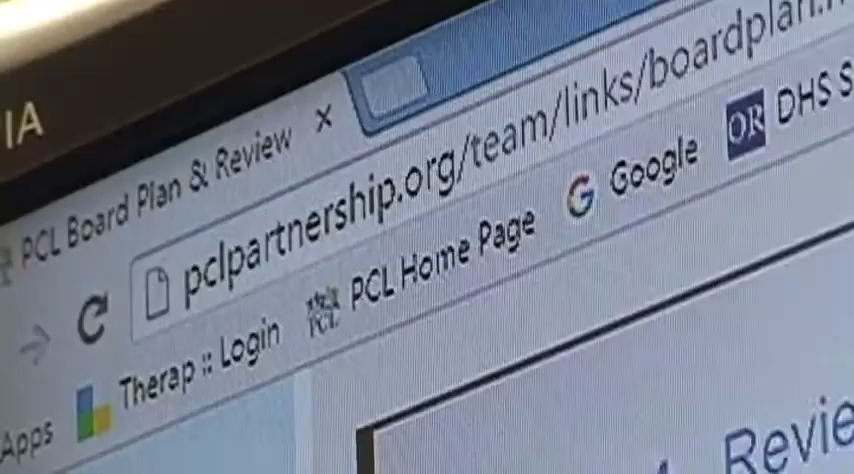 IA
PCL Board Plan & Review x
pclpartnership.org/team/links/boardplan.
Apps Therap :: Login PCL PCL Home Page G Google OR DHS S
Revie